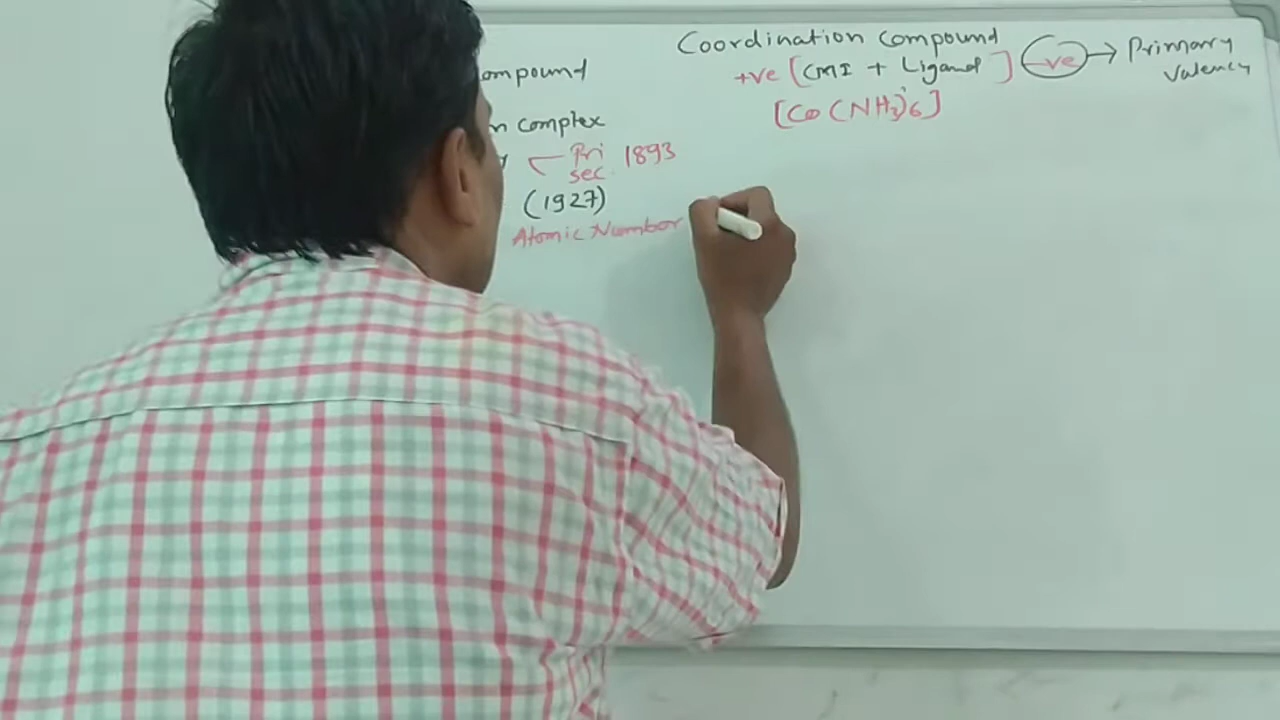 Coordination Compound
+ve [CMI + Ligand] -ve → Primary
valency
[Co(NH3)6]
ompound
n complex
Pri 1893
sec.
(1927)
Atomic Number